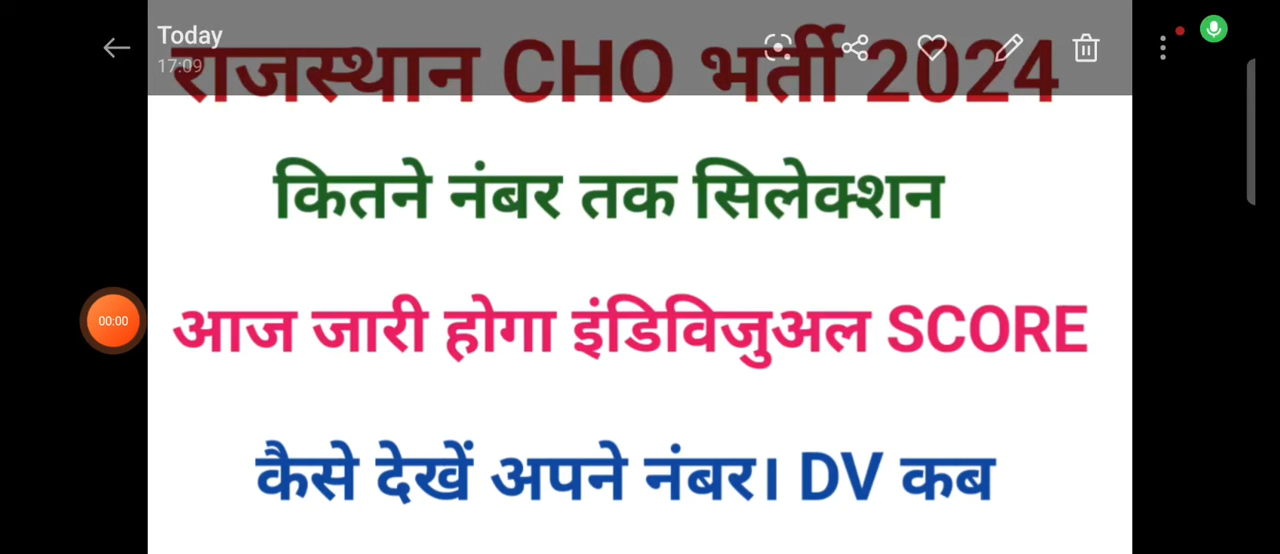 Today
17:09
राजस्थान CHO भर्ती 2024
कितने नंबर तक सिलेक्शन
00:00
आज जारी होगा इंडिविजुअल SCORE
कैसे देखें अपने नंबर। DV कब